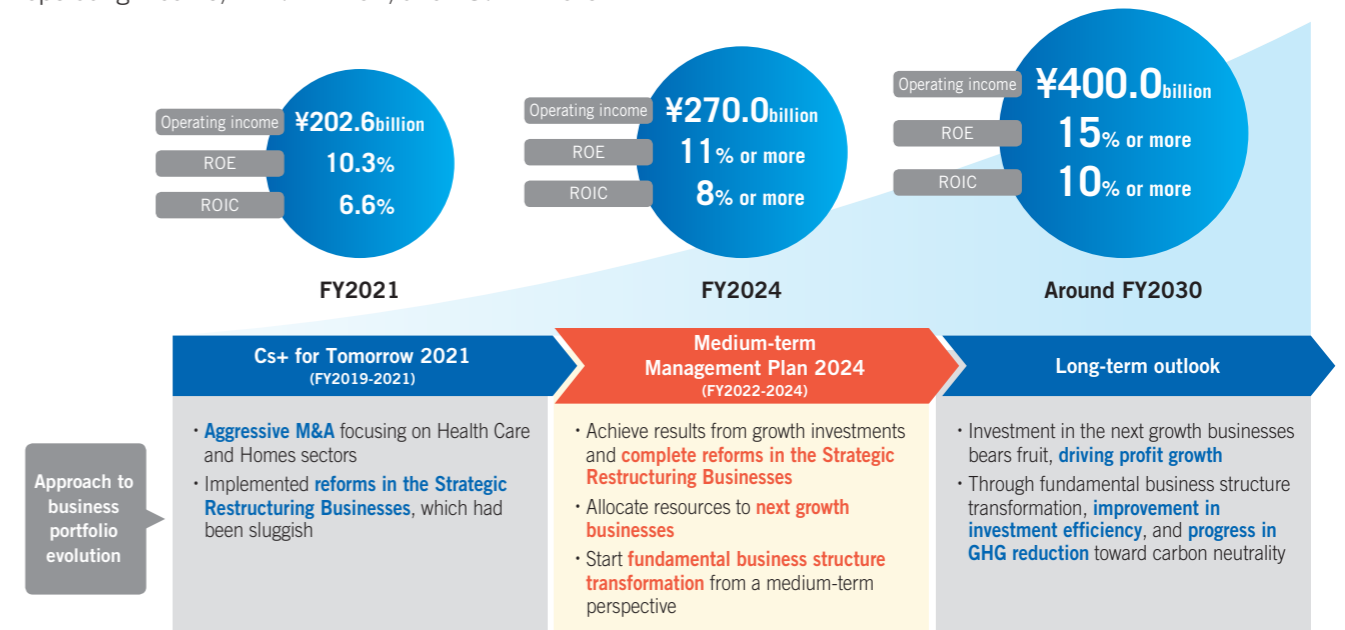 Operating income
¥202.6billion
ROE
10.3%
ROIC
6.6%
FY2021
Operating income
¥270.0billion
ROE
11% or more
ROIC
8% or more
FY2024
Operating income
¥400.0billion
ROE
15% or more
ROIC
10% or more
Around FY2030
Cs+ for Tomorrow 2021
(FY2019-2021)
Medium-term
Management Plan 2024
(FY2022-2024)
Long-term outlook
Approach to
business
portfolio
evolution
・Aggressive M&A focusing on Health Care
and Homes sectors
・Implemented reforms in the Strategic
Restructuring Businesses, which had
been sluggish
・Achieve results from growth investments
and complete reforms in the Strategic
Restructuring Businesses
・Allocate resources to next growth
businesses
・Start fundamental business structure
transformation from a medium-term
perspective
・Investment in the next growth businesses
bears fruit, driving profit growth
・Through fundamental business structure
transformation, improvement in
investment efficiency, and progress in
GHG reduction toward carbon neutrality